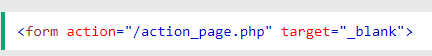 <form action="/action_page.php" target="_blank">